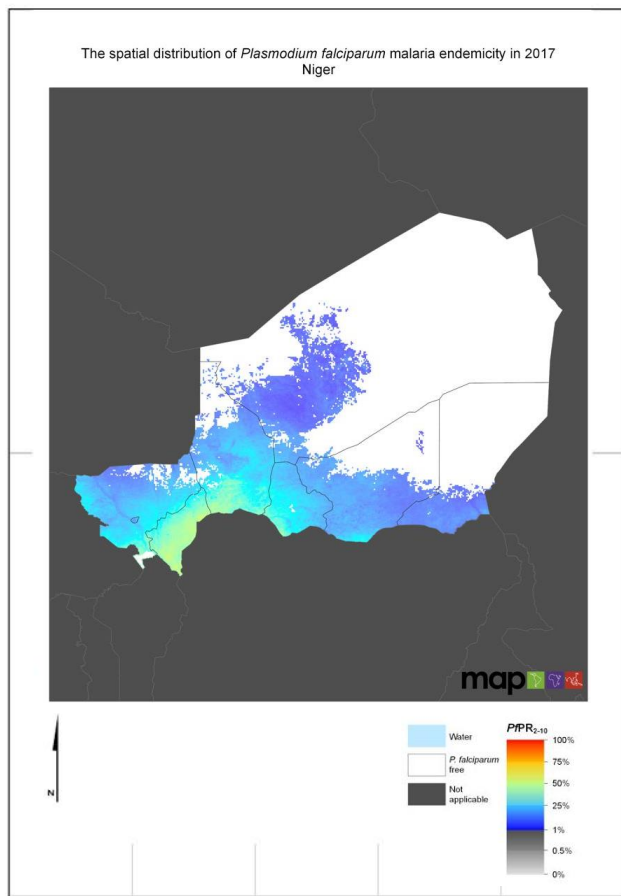 The spatial distribution of Plasmodium falciparum malaria endemicity in 2017
Niger
map
N
Water
P. falciparum
free
Not
applicable
PfPR2-10
100%
75%
50%
25%
1%
0.5%
0%